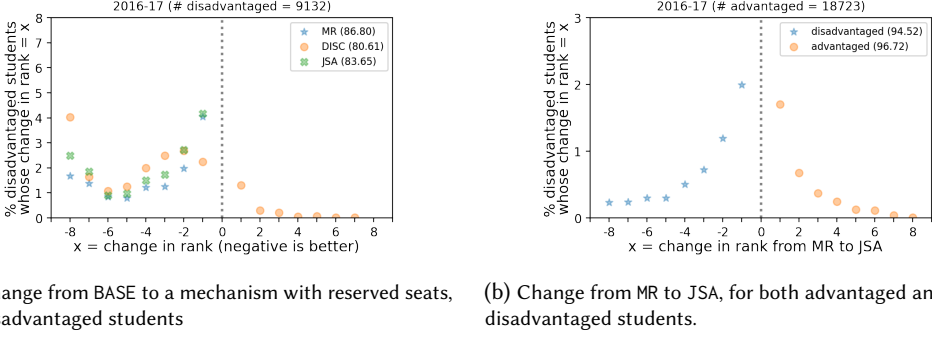 2016-17 (# disadvantaged = 9132)
% disadvantaged students
whose change in rank = x
8
7
6
5
4
3
2
1
0
MR (86.80)
DISC (80.61)
JSA (83.65)
-8 -6 -4 -2 0 2 4 6 8
x = change in rank (negative is better)
ange from BASE to a mechanism with reserved seats,
advantaged students
2016-17 (# advantaged = 18723)
% disadvantaged students
whose change in rank = x
3
2
1
0
disadvantaged (94.52)
advantaged (96.72)
-8 -6 -4 -2 0 2 4 6 8
x = change in rank from MR to JSA
(b) Change from MR to JSA, for both advantaged an
disadvantaged students.